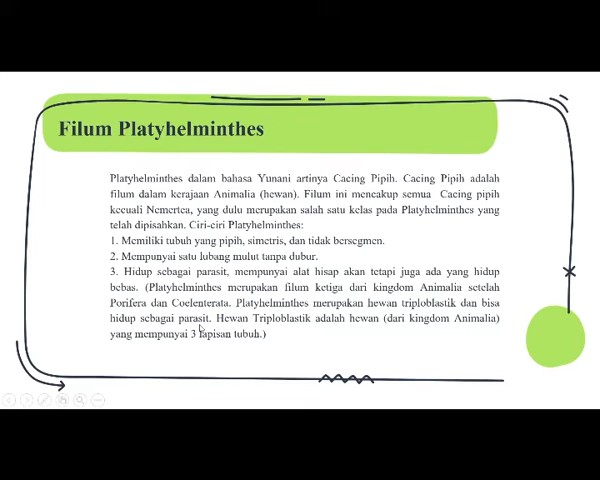 Filum Platyhelminthes
Platyhelminthes dalam bahasa Yunani artinya Cacing Pipih. Cacing Pipih adalah
filum dalam kerajaan Animalia (hewan). Filum ini mencakup semua Cacing pipih
kecuali Nemertea, yang dulu merupakan salah satu kelas pada Platyhelminthes yang
telah dipisahkan. Ciri-ciri Platyhelminthes:
1. Memiliki tubuh yang pipih, simetris, dan tidak bersegmen.
2. Mempunyai satu lubang mulut tanpa dubur.
3. Hidup sebagai parasit, mempunyai alat hisap akan tetapi juga ada yang hidup
bebas. (Platyhelminthes merupakan filum ketiga dari kingdom Animalia setelah
Porifera dan Coelenterata. Platyhelminthes merupakan hewan triploblastik dan bisa
hidup sebagai parasit. Hewan Triploblastik adalah hewan (dari kingdom Animalia)
yang mempunyai 3 lapisan tubuh.)